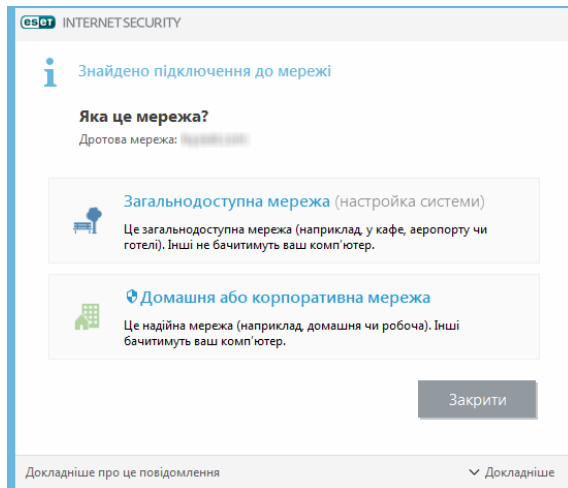 eset INTERNET SECURITY
Знайдено підключення до мережі
Яка це мережа?
Дротова мережа:
Загальнодоступна мережа (настройка системи)
Це загальнодоступна мережа (наприклад, у кафе, аеропорту чи
готелі). Інші не бачитимуть ваш комп'ютер.
Домашня або корпоративна мережа
Це надійна мережа (наприклад, домашня чи робоча). Інші
бачитимуть ваш комп'ютер.
Закрити
Докладніше про це повідомлення
Докладніше